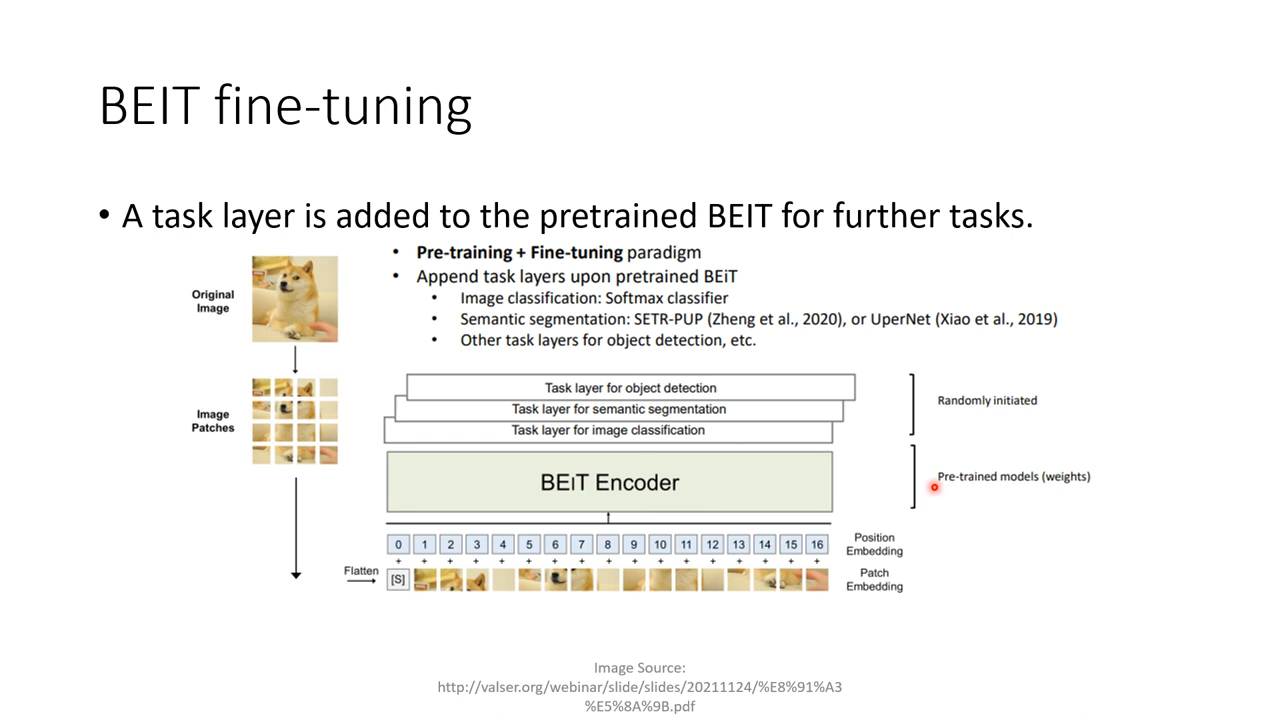 BEIT fine-tuning
• A task layer is added to the pretrained BEIT for further tasks.
• Pre-training + Fine-tuning paradigm
• Append task layers upon pretrained BEiT
• Image classification: Softmax classifier
• Semantic segmentation: SETR-PUP (Zheng et al., 2020), or UperNet (Xiao et al., 2019)
• Other task layers for object detection, etc.
Original
Image
Image
Patches
Task layer for object detection
Task layer for semantic segmentation
Task layer for image classification
Randomly initiated
BEiT Encoder
Pre-trained models (weights)
0 1 2 3 4 5 6 7 8 9 10 11 12 13 14 15 16
Position
Embedding
+ + + + + + + + + + + + + + + + +
Flatten
[S]
Patch
Embedding
Image Source:
http://valser.org/webinar/slide/slides/20211124/%E8%91%A3
%E5%8A%9B.pdf